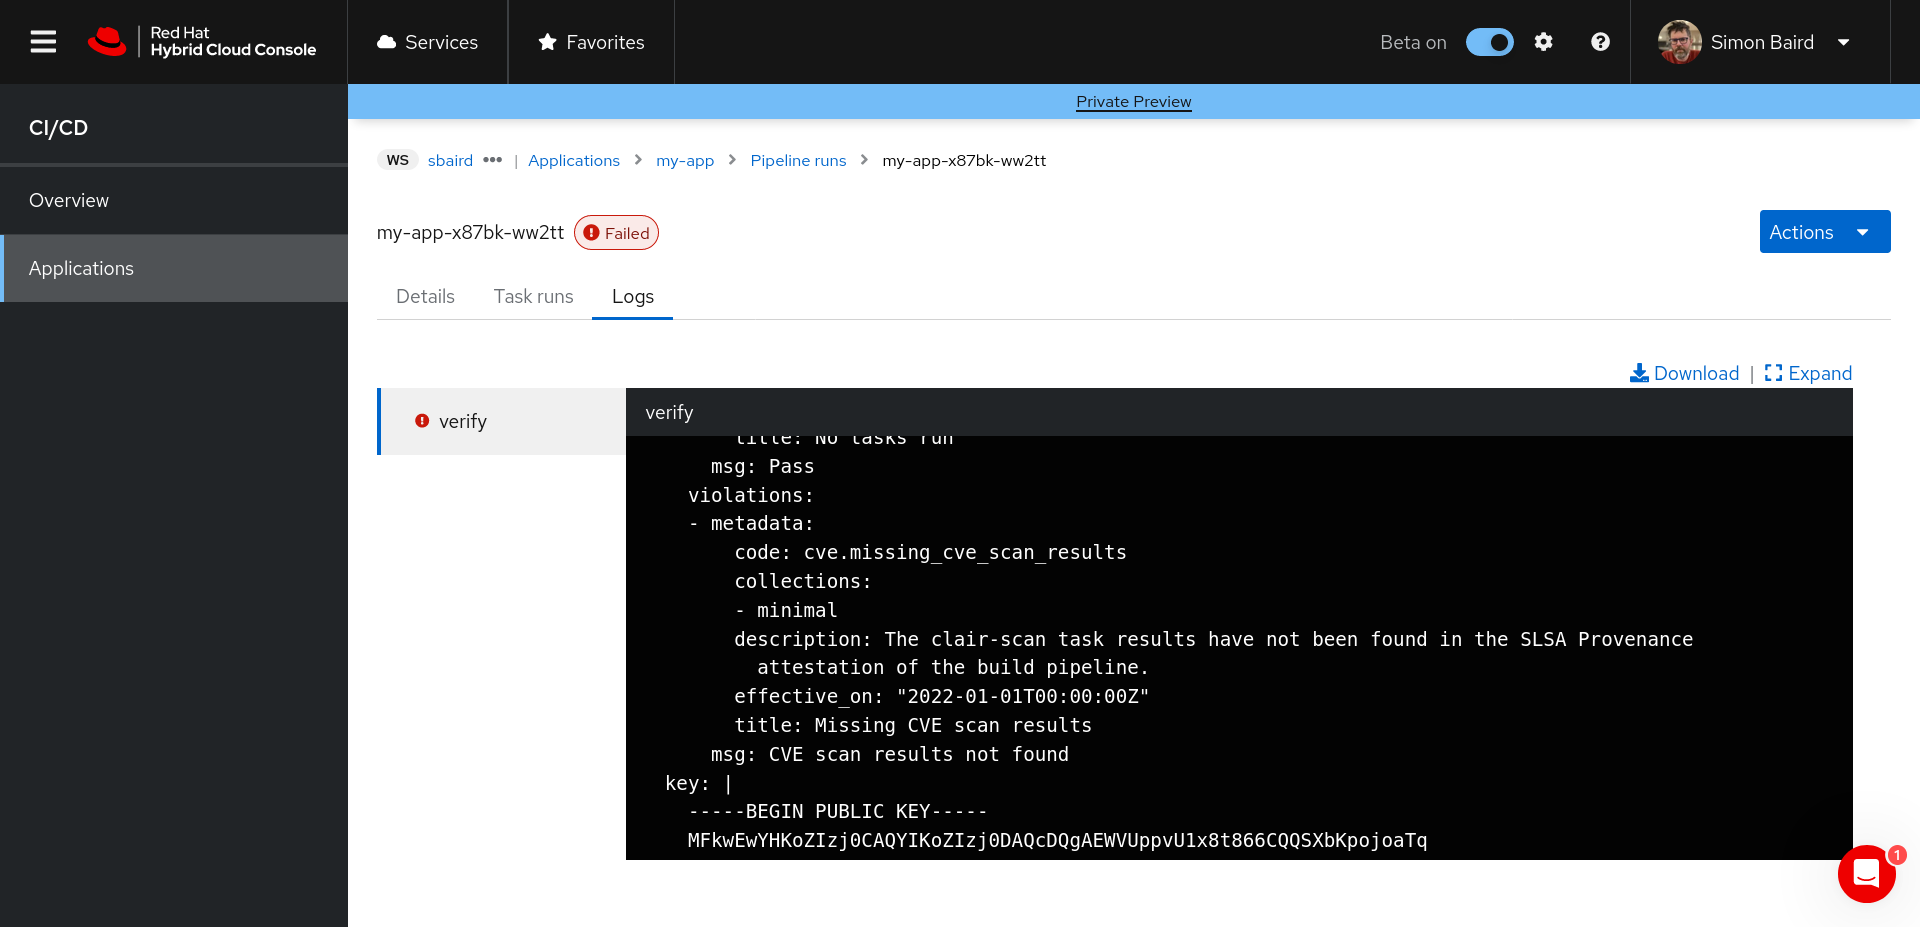 Red Hat
Hybrid Cloud Console
Services
Favorites
Beta on
Simon Baird
CI/CD
Overview
Applications
Private Preview
WS sbaird ••• | Applications > my-app > Pipeline runs > my-app-x87bk-ww2tt
my-app-x87bk-ww2tt Failed
Actions
Details Task runs Logs
Download | Expand
verify
verify
title: No tasks run
msg: Pass
violations:
- metadata:
code: cve.missing_cve_scan_results
collections:
- minimal
description: The clair-scan task results have not been found in the SLSA Provenance
attestation of the build pipeline.
effective_on: "2022-01-01T00:00:00Z"
title: Missing CVE scan results
msg: CVE scan results not found
key: |
-----BEGIN PUBLIC KEY-----
MFkwEwYHKoZIzj0CAQYIKoZIzj0DAQcDQgAEWVUppvU1x8t866CQQSXbKpojoaTq
1